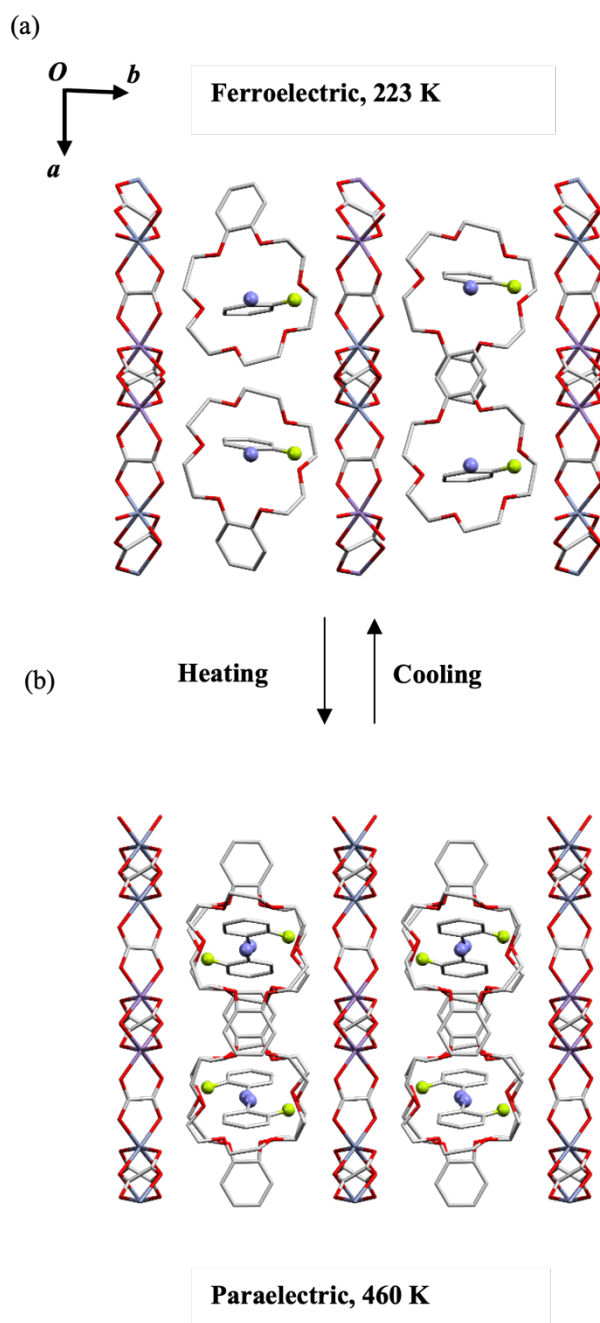 (a)
O b
a
Ferroelectric, 223 K
Heating
Cooling
(b)
Paraelectric, 460 K